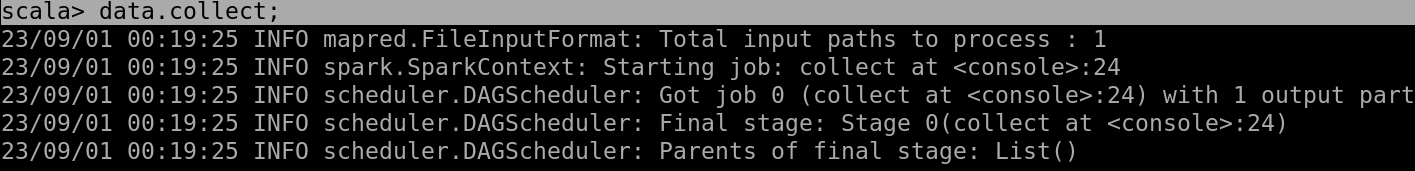 scala> data.collect;
23/09/01 00:19:25 INFO mapred.FileInputFormat: Total input paths to process : 1
23/09/01 00:19:25 INFO spark.SparkContext: Starting job: collect at <console>:24
23/09/01 00:19:25 INFO scheduler.DAGScheduler: Got job 0 (collect at <console>:24) with 1 output part
23/09/01 00:19:25 INFO scheduler.DAGScheduler: Final stage: Stage 0(collect at <console>:24)
23/09/01 00:19:25 INFO scheduler.DAGScheduler: Parents of final stage: List()